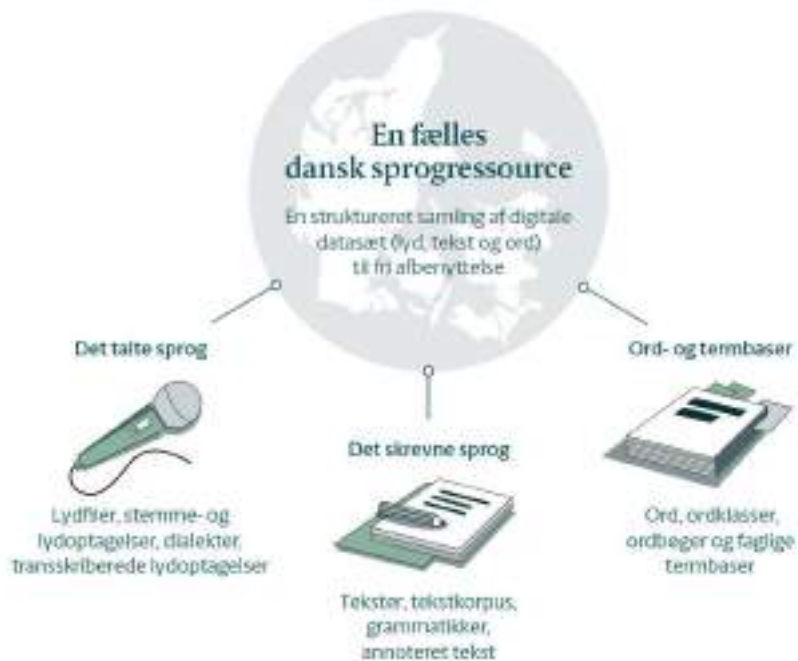 En fælles
dansk sprogressource
En struktureret samling af digitale
datasæt (lyd, tekst og ord)
til fri afbenyttelse
Det talte sprog
Lydfiler, stemme- og
lydoptagelser, dialekter,
transskriberede lydoptagelser
Det skrevne sprog
Tekster, tekstkorpus,
grammatikker,
annoteret tekst
Ord- og termbaser
Ord, ordklasser,
ordbøger og faglige
termbaser